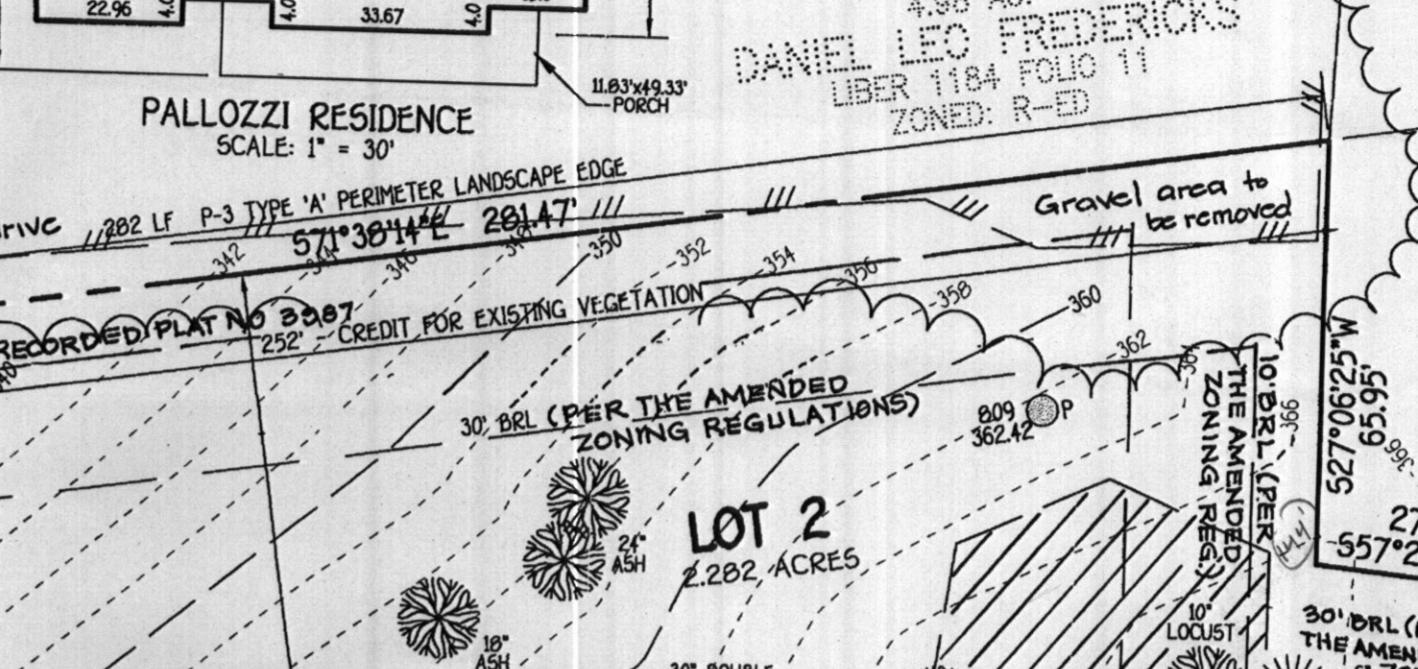 22.96
4.0
4.0
33.67
4.0
11.83'x49.33'
PORCH
DANIEL LEO FREDERICKS
LIBER 1184 FOLIO 11
ZONED: R-ED
PALLOZZI RESIDENCE
SCALE: 1" = 30'
282 LF P-3 TYPE 'A' PERIMETER LANDSCAPE EDGE
S71°38'14"E 281.47'
Gravel area to
be removed
342
346
350
352
354
356
358
360
362
366
366
RECORDED PLAT NO 3987
252' - CREDIT FOR EXISTING VEGETATION
30' BRL (PER THE AMENDED
ZONING REGULATIONS)
809
362.42
P
10' BRL (PER
THE AMENDED
ZONING REG.)
S27°06'25"W
65.95'
27
S57°2
LOT 2
2.282 ACRES
24"
ASH
18"
ASH
10"
LOCUST
30' BRL (
THE AMEN